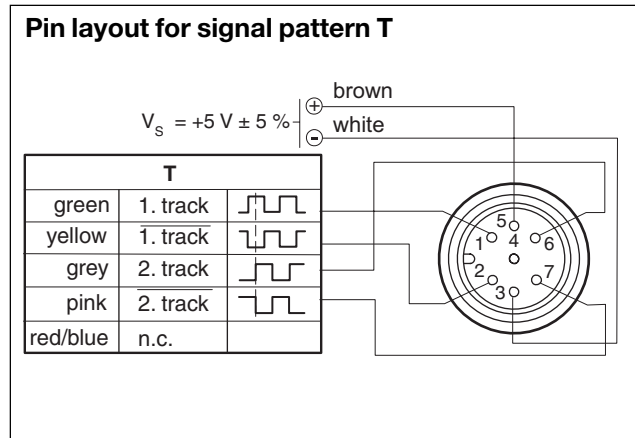 Pin layout for signal pattern T
brown
V_S = +5 V ± 5 %
white
T
green 1. track
yellow 1. track
grey 2. track
pink 2. track
red/blue n.c.
5
1 4 6
2 7
3